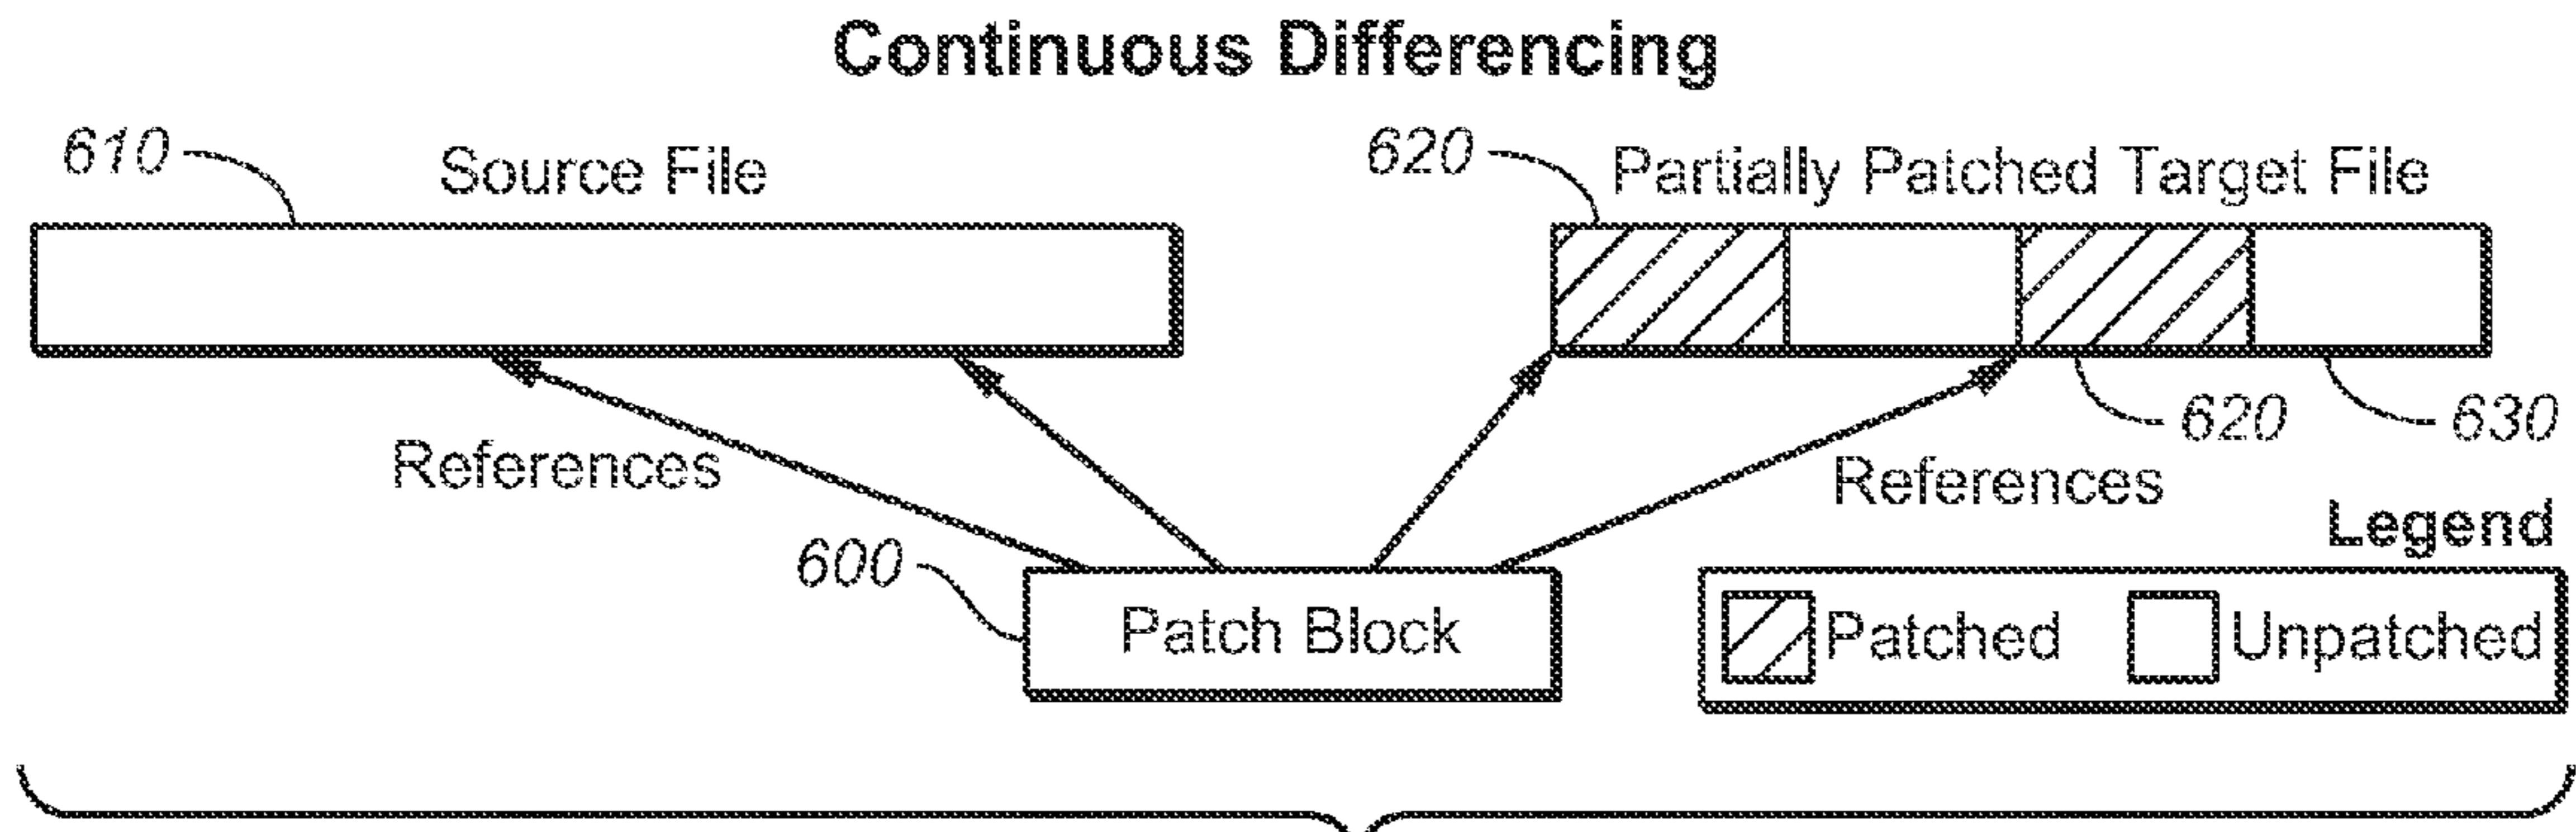 Continuous Differencing
610
Source File
620
Partially Patched Target File
References
620
630
References
Legend
600
Patch Block
Patched
Unpatched